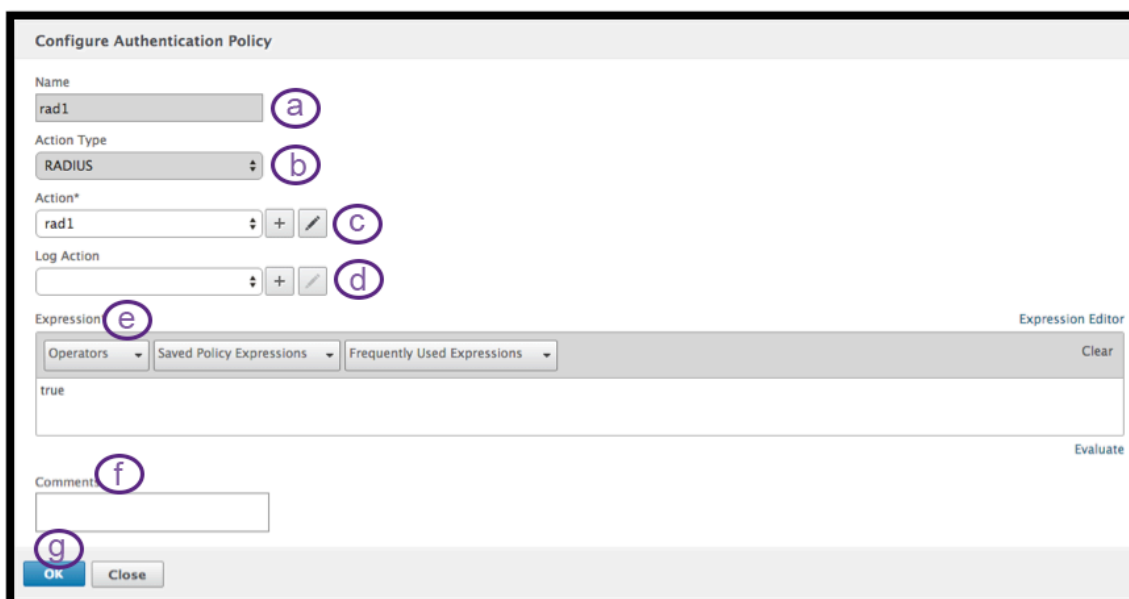 Configure Authentication Policy
Name
rad1 a
Action Type
RADIUS b
Action*
rad1 + c
Log Action
+ d
Expression e Expression Editor
Operators Saved Policy Expressions Frequently Used Expressions Clear
true
Evaluate
Comments f
g
OK Close